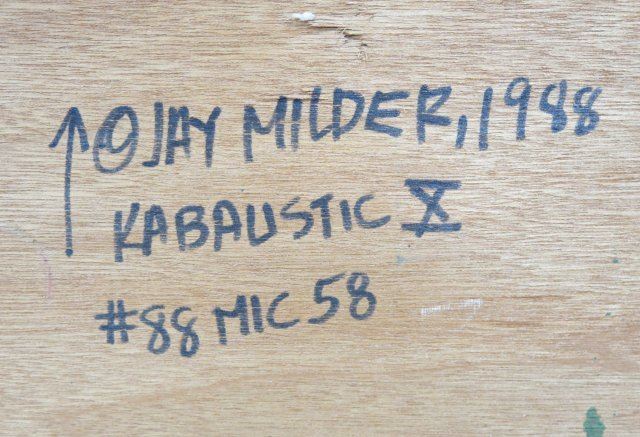 ↑ ©JAY MILDER, 1988
KABAUSTIC X
#88 MIC 58